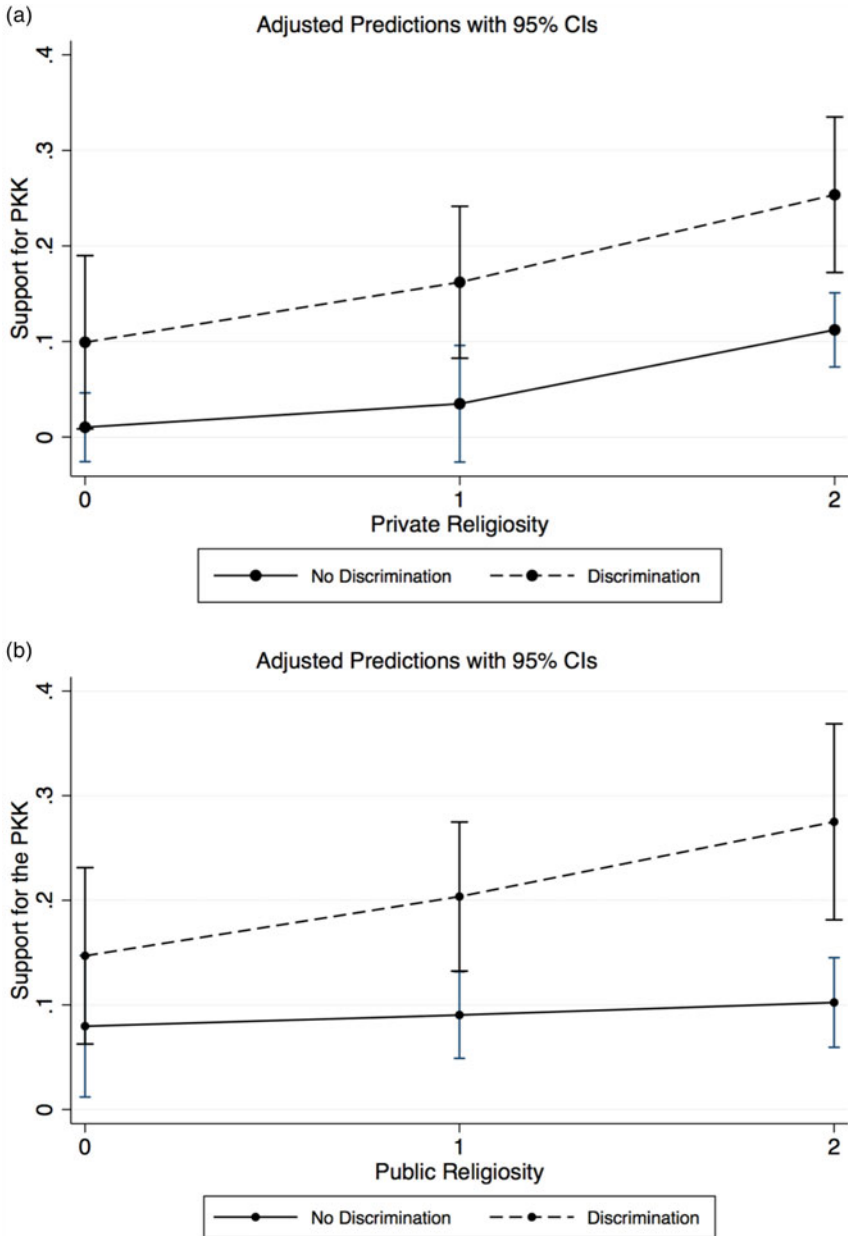 (a)
Adjusted Predictions with 95% CIs
.4
.3
.2
.1
0
Support for PKK
0 1 2
Private Religiosity
No Discrimination Discrimination
(b)
Adjusted Predictions with 95% CIs
.4
.3
.2
.1
0
Support for the PKK
0 1 2
Public Religiosity
No Discrimination Discrimination